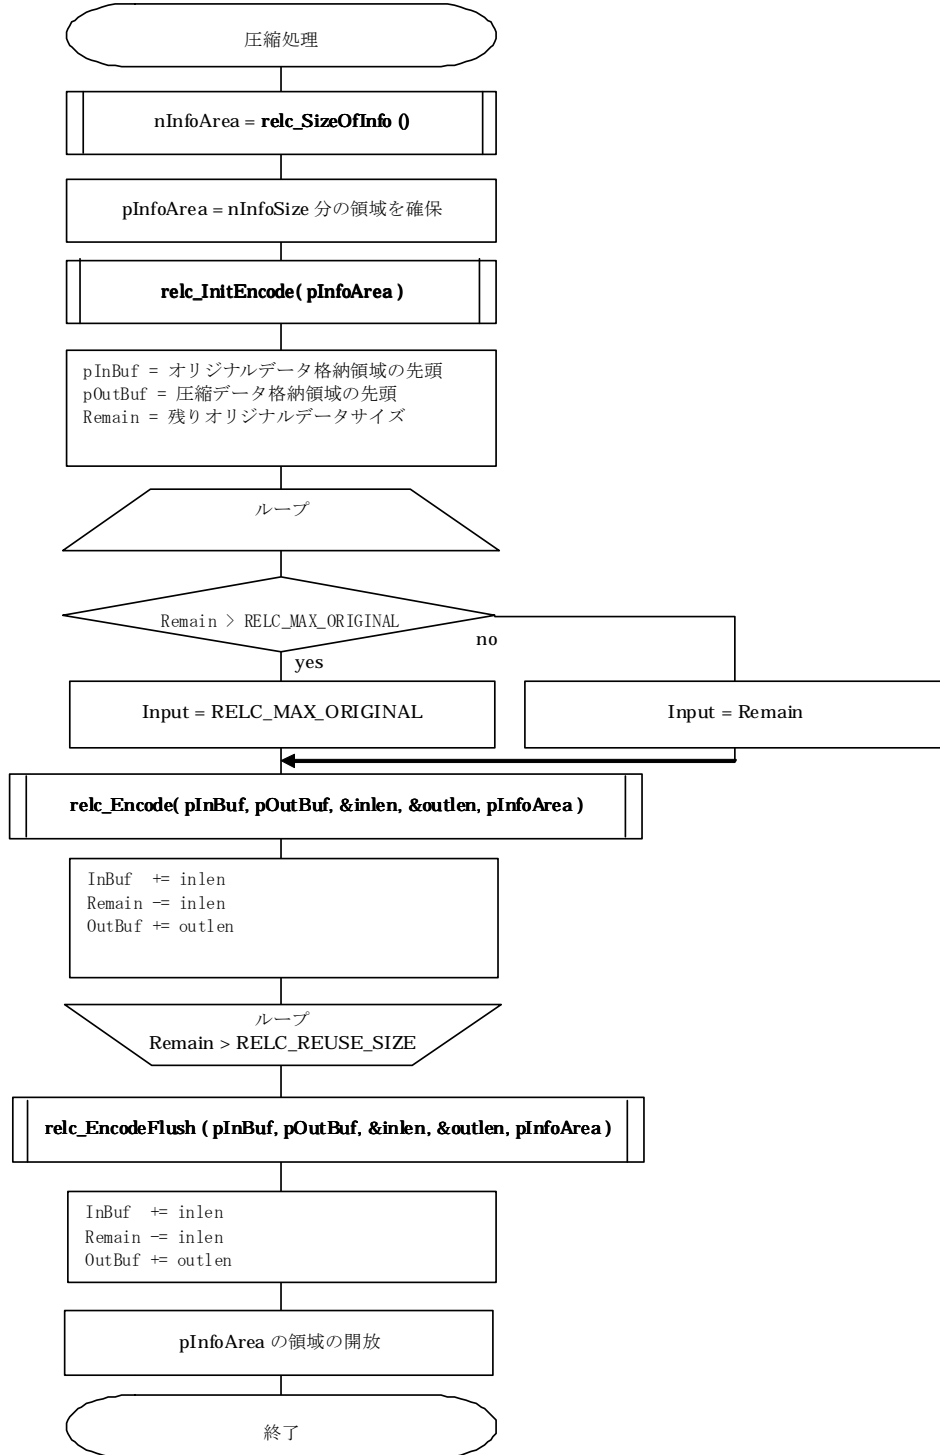 圧縮処理
nInfoArea = relc_SizeOfInfo ()
pInfoArea = nInfoSize 分の領域を確保
relc_InitEncode( pInfoArea )
pInBuf = オリジナルデータ格納領域の先頭
pOutBuf = 圧縮データ格納領域の先頭
Remain = 残りオリジナルデータサイズ
ループ
Remain > RELC_MAX_ORIGINAL
no
yes
Input = RELC_MAX_ORIGINAL
Input = Remain
relc_Encode( pInBuf, pOutBuf, &inlen, &outlen, pInfoArea )
InBuf += inlen
Remain -= inlen
OutBuf += outlen
ループ
Remain > RELC_REUSE_SIZE
relc_EncodeFlush ( pInBuf, pOutBuf, &inlen, &outlen, pInfoArea )
InBuf += inlen
Remain -= inlen
OutBuf += outlen
pInfoArea の領域の開放
終了